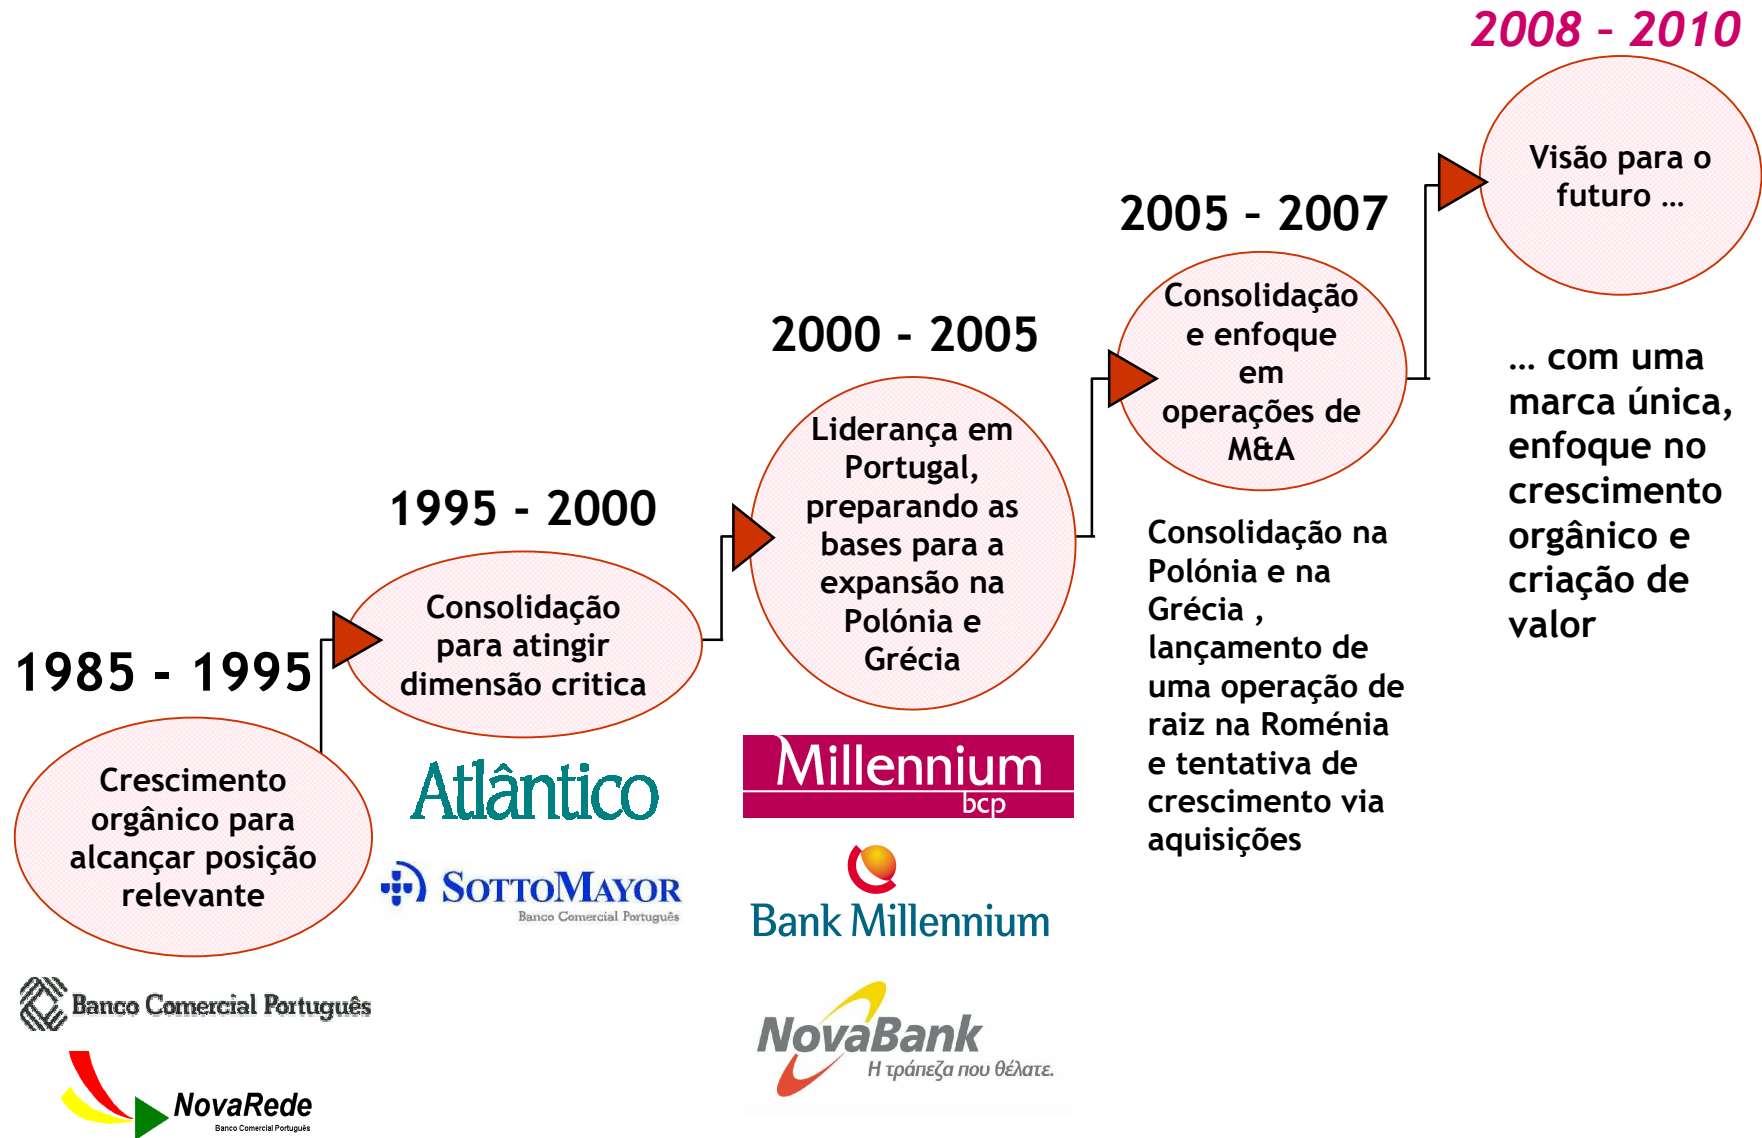 1985 - 1995
Crescimento
orgânico para
alcançar posição
relevante
Banco Comercial Português
NovaRede
Banco Comercial Português
1995 - 2000
Consolidação
para atingir
dimensão critica
Atlântico
SOTTOMAYOR
Banco Comercial Português
2000 - 2005
Liderança em
Portugal,
preparando as
bases para a
expansão na
Polónia e
Grécia
Millennium
bcp
Bank Millennium
NovaBank
Η τράπεζα που θέλατε.
2005 – 2007
Consolidação
e enfoque
em
operações de
M&A
Consolidação na
Polónia e na
Grécia ,
lançamento de
uma operação de
raiz na Roménia
e tentativa de
crescimento via
aquisições
2008 – 2010
Visão para o
futuro …
… com uma
marca única,
enfoque no
crescimento
orgânico e
criação de
valor